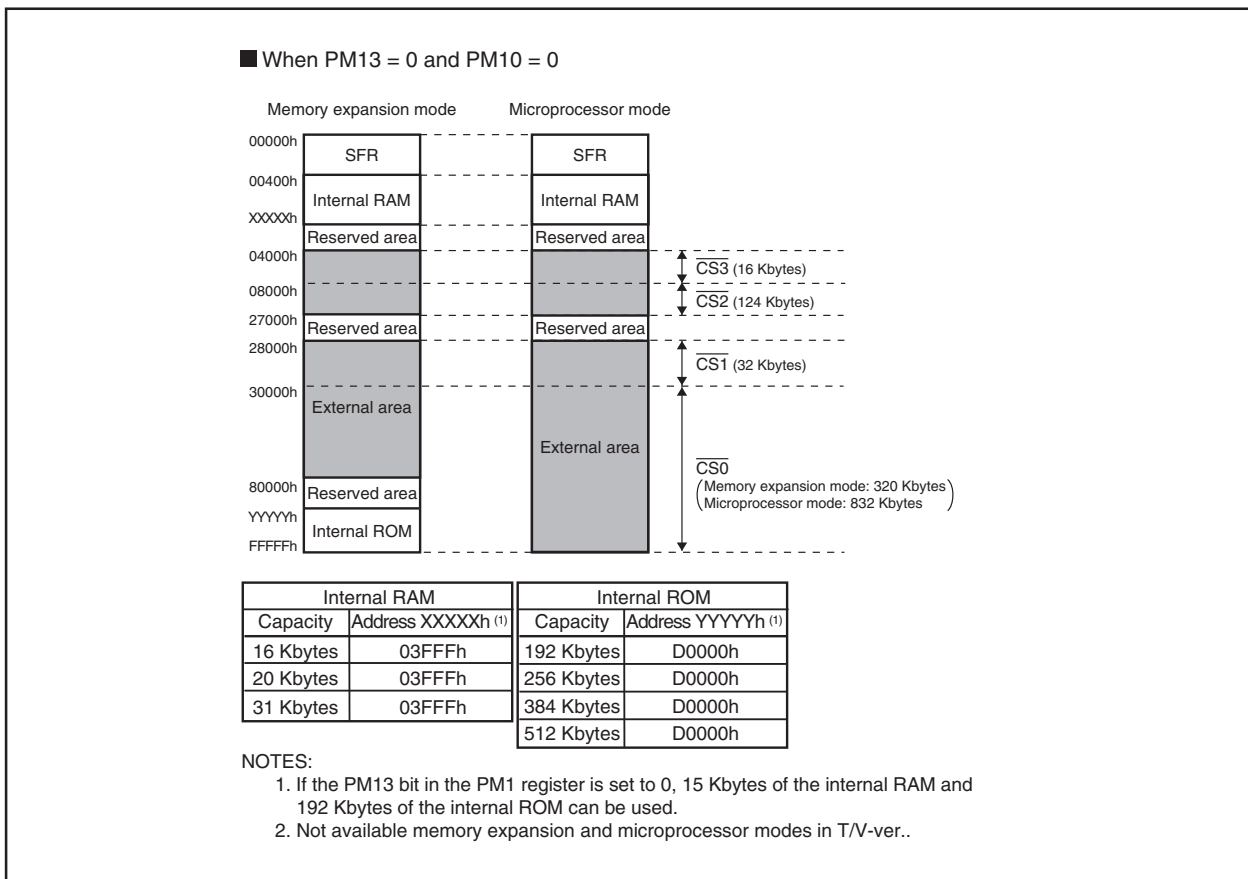 ■ When PM13 = 0 and PM10 = 0
Memory expansion mode
Microprocessor mode
00000h
SFR
SFR
00400h
Internal RAM
Internal RAM
XXXXXh
Reserved area
Reserved area
04000h
CS3 (16 Kbytes)
08000h
CS2 (124 Kbytes)
27000h
Reserved area
Reserved area
28000h
CS1 (32 Kbytes)
30000h
External area
External area
CS0
(Memory expansion mode: 320 Kbytes
Microprocessor mode: 832 Kbytes)
80000h
Reserved area
YYYYYh
Internal ROM
FFFFFh
Internal RAM
Capacity Address XXXXXh (1)
16 Kbytes 03FFFh
20 Kbytes 03FFFh
31 Kbytes 03FFFh
Internal ROM
Capacity Address YYYYYh (1)
192 Kbytes D0000h
256 Kbytes D0000h
384 Kbytes D0000h
512 Kbytes D0000h
NOTES:
1. If the PM13 bit in the PM1 register is set to 0, 15 Kbytes of the internal RAM and
192 Kbytes of the internal ROM can be used.
2. Not available memory expansion and microprocessor modes in T/V-ver..